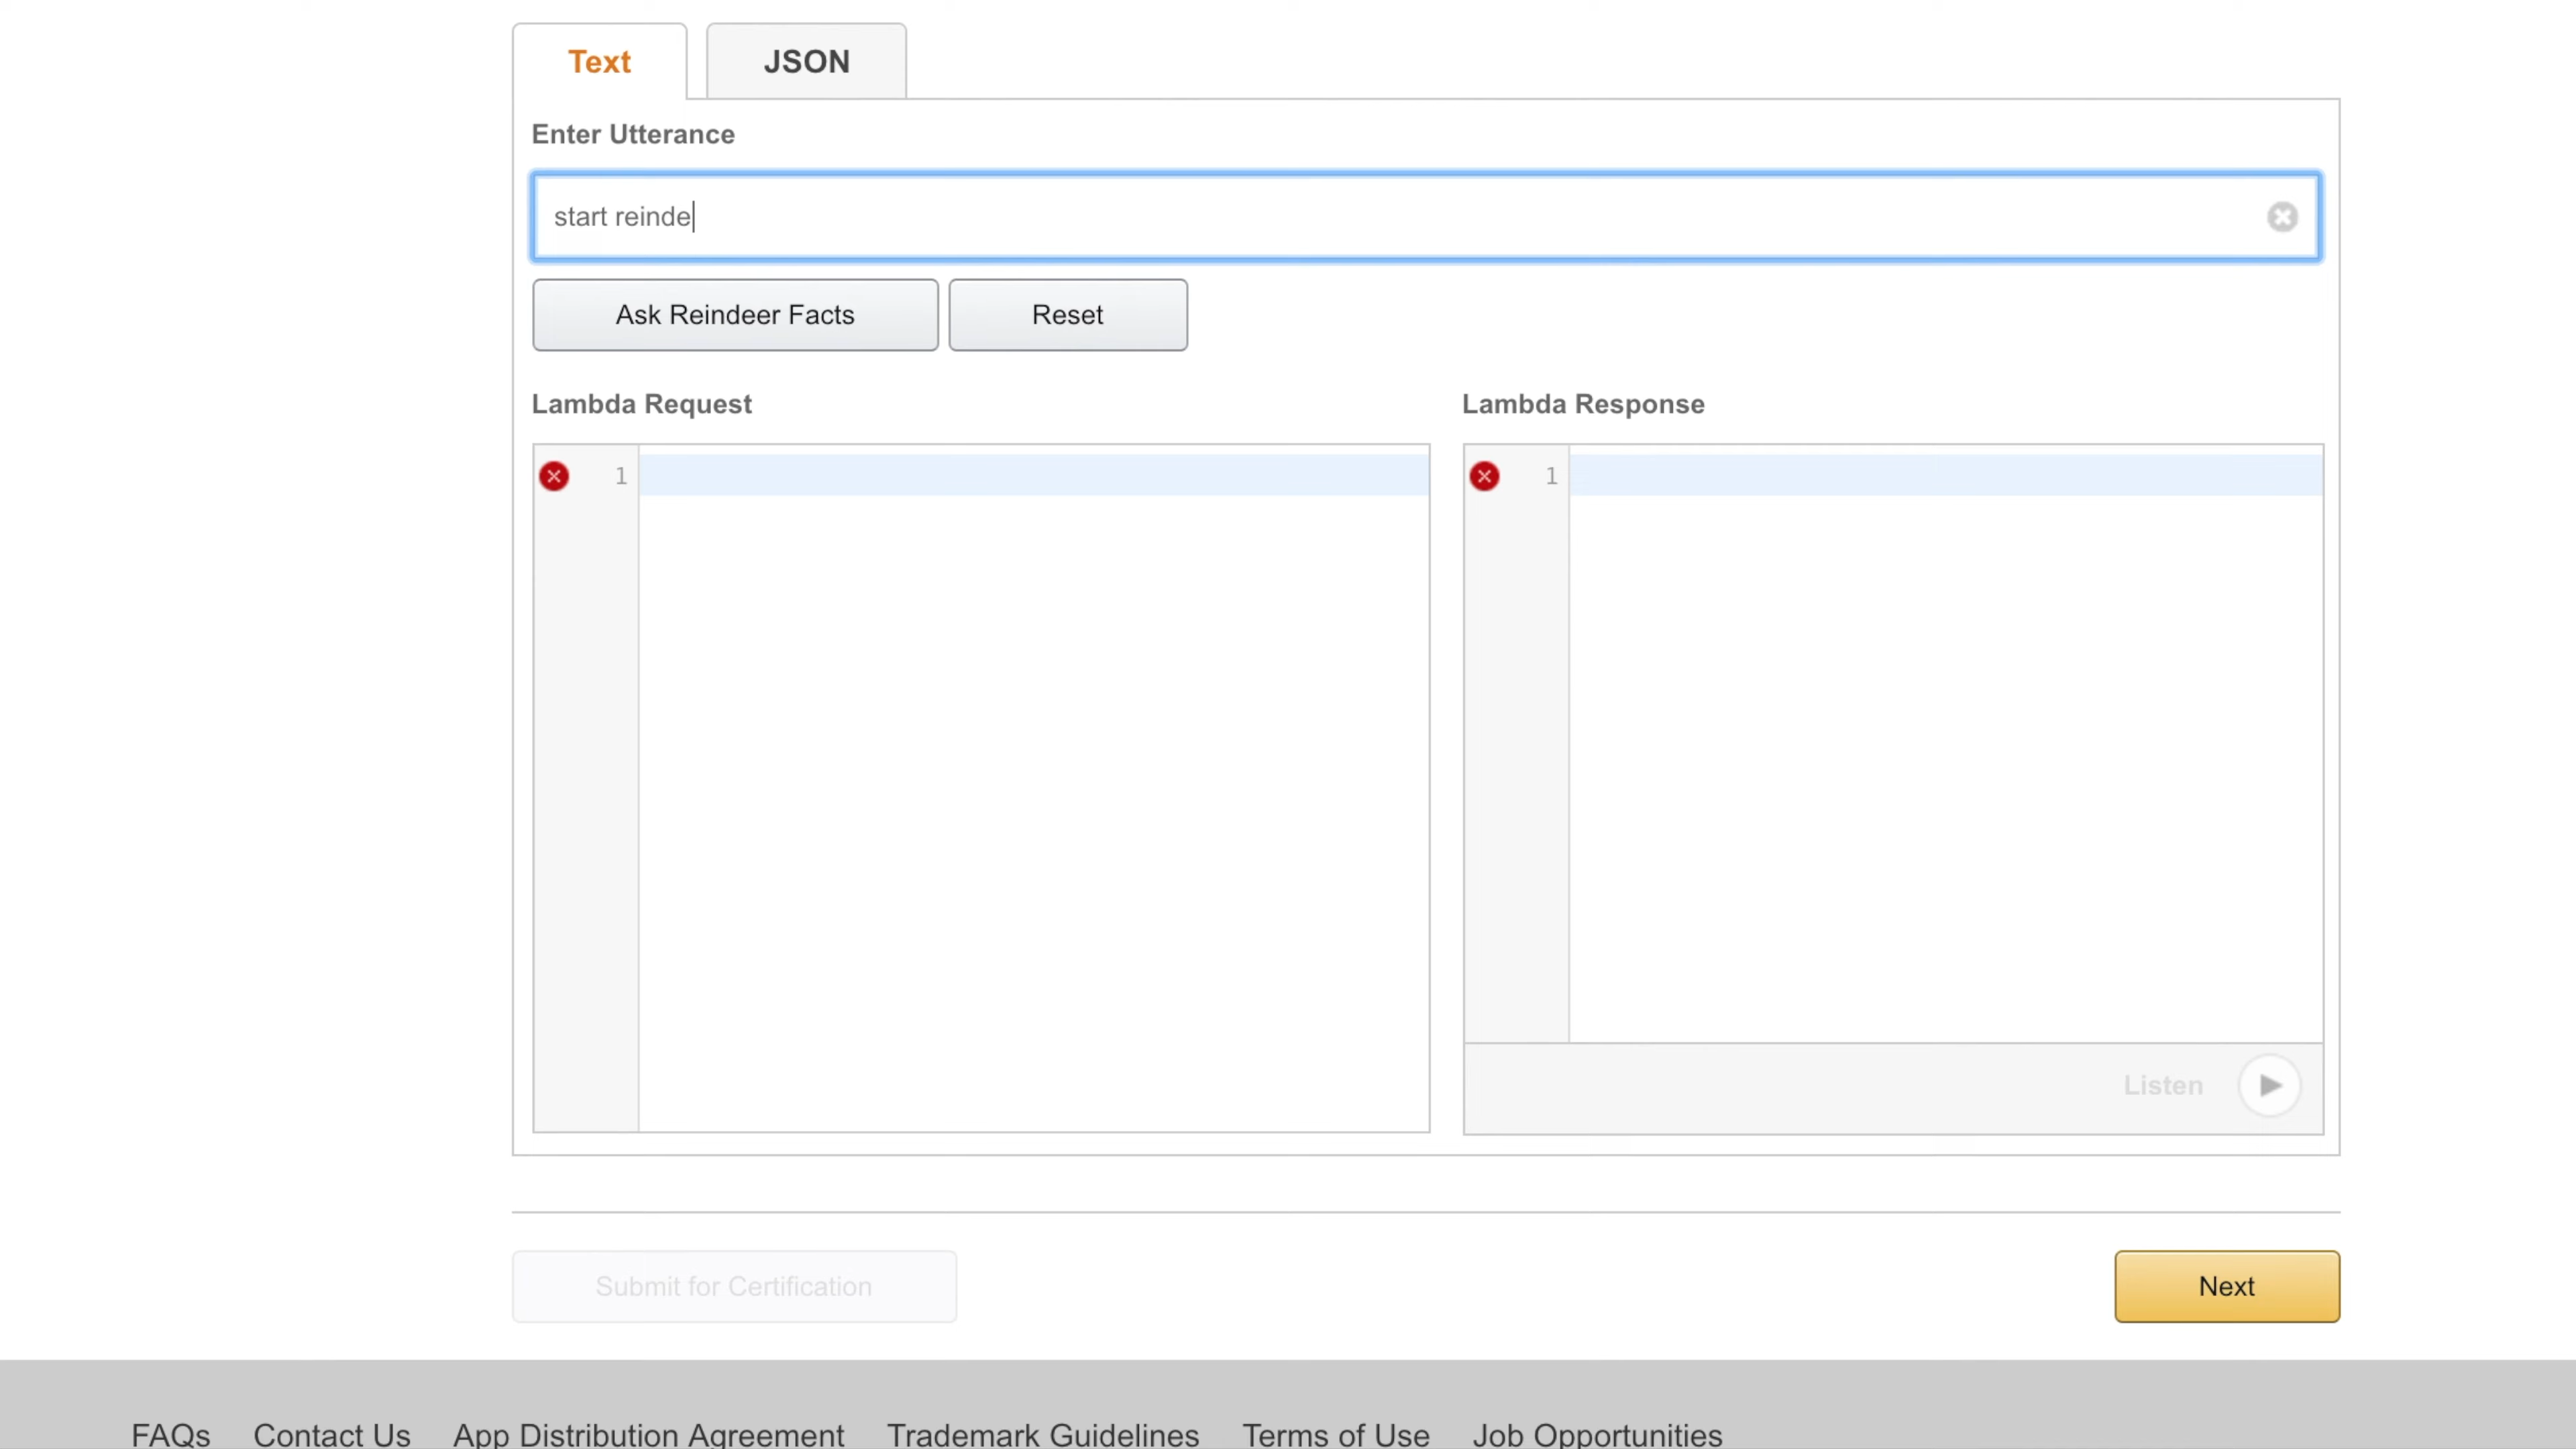 Text JSON
Enter Utterance
start reinde
Ask Reindeer Facts Reset
Lambda Request Lambda Response
1 1
Listen
Submit for Certification Next
FAQs Contact Us App Distribution Agreement Trademark Guidelines Terms of Use Job Opportunities